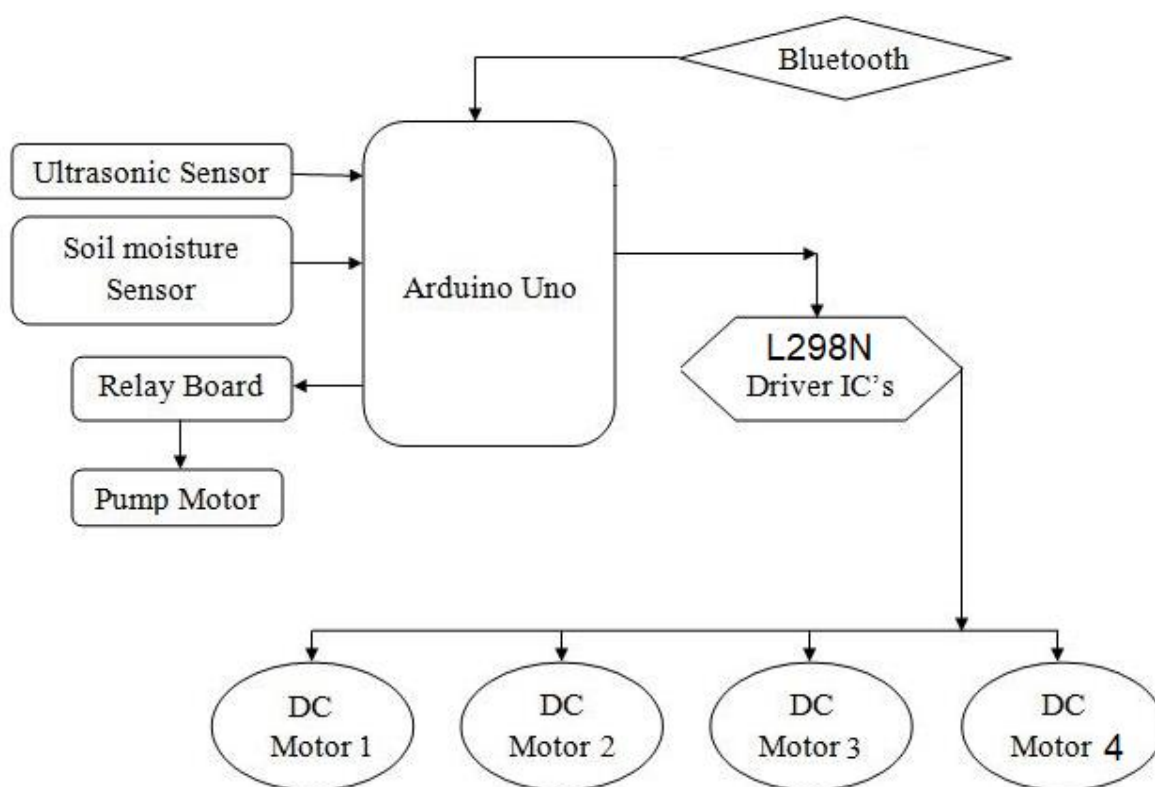 Bluetooth
Ultrasonic Sensor
Soil moisture
Sensor
Arduino Uno
L298N
Driver IC's
Relay Board
Pump Motor
DC
Motor 1
DC
Motor 2
DC
Motor 3
DC
Motor 4